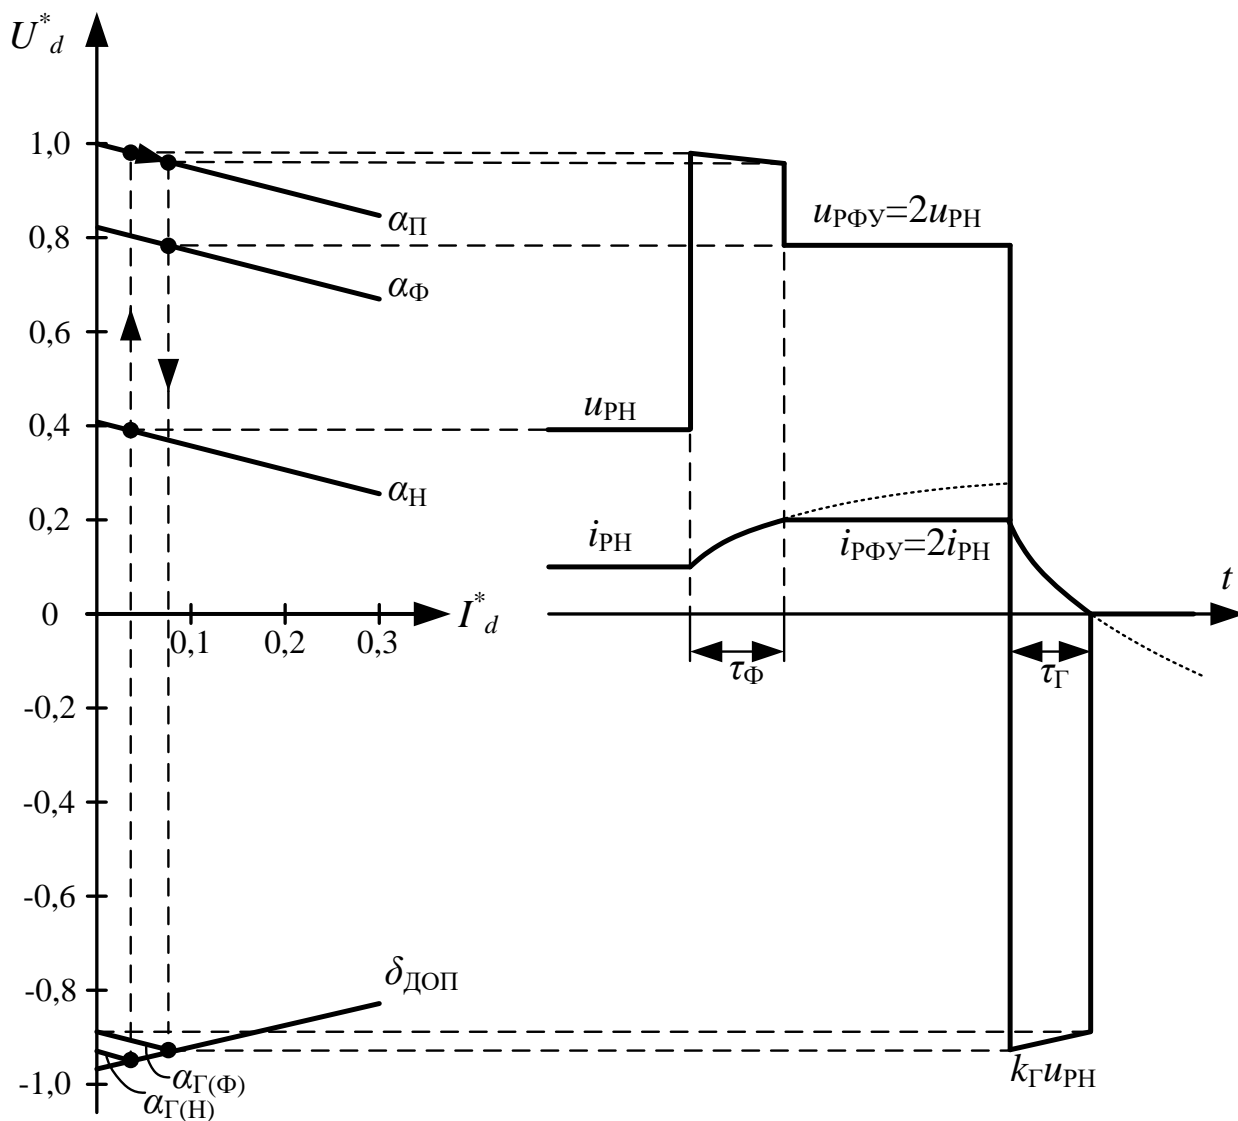 U*d
1,0
αП
uРФУ=2uРН
0,8
αФ
0,6
uРН
0,4
αН
0,2
iРН
iРФУ=2iРН
t
0
0,1
0,2
0,3
I*d
τФ
τГ
-0,2
-0,4
-0,6
-0,8
δДОП
-1,0
αГ(Ф)
αГ(Н)
kГuРН